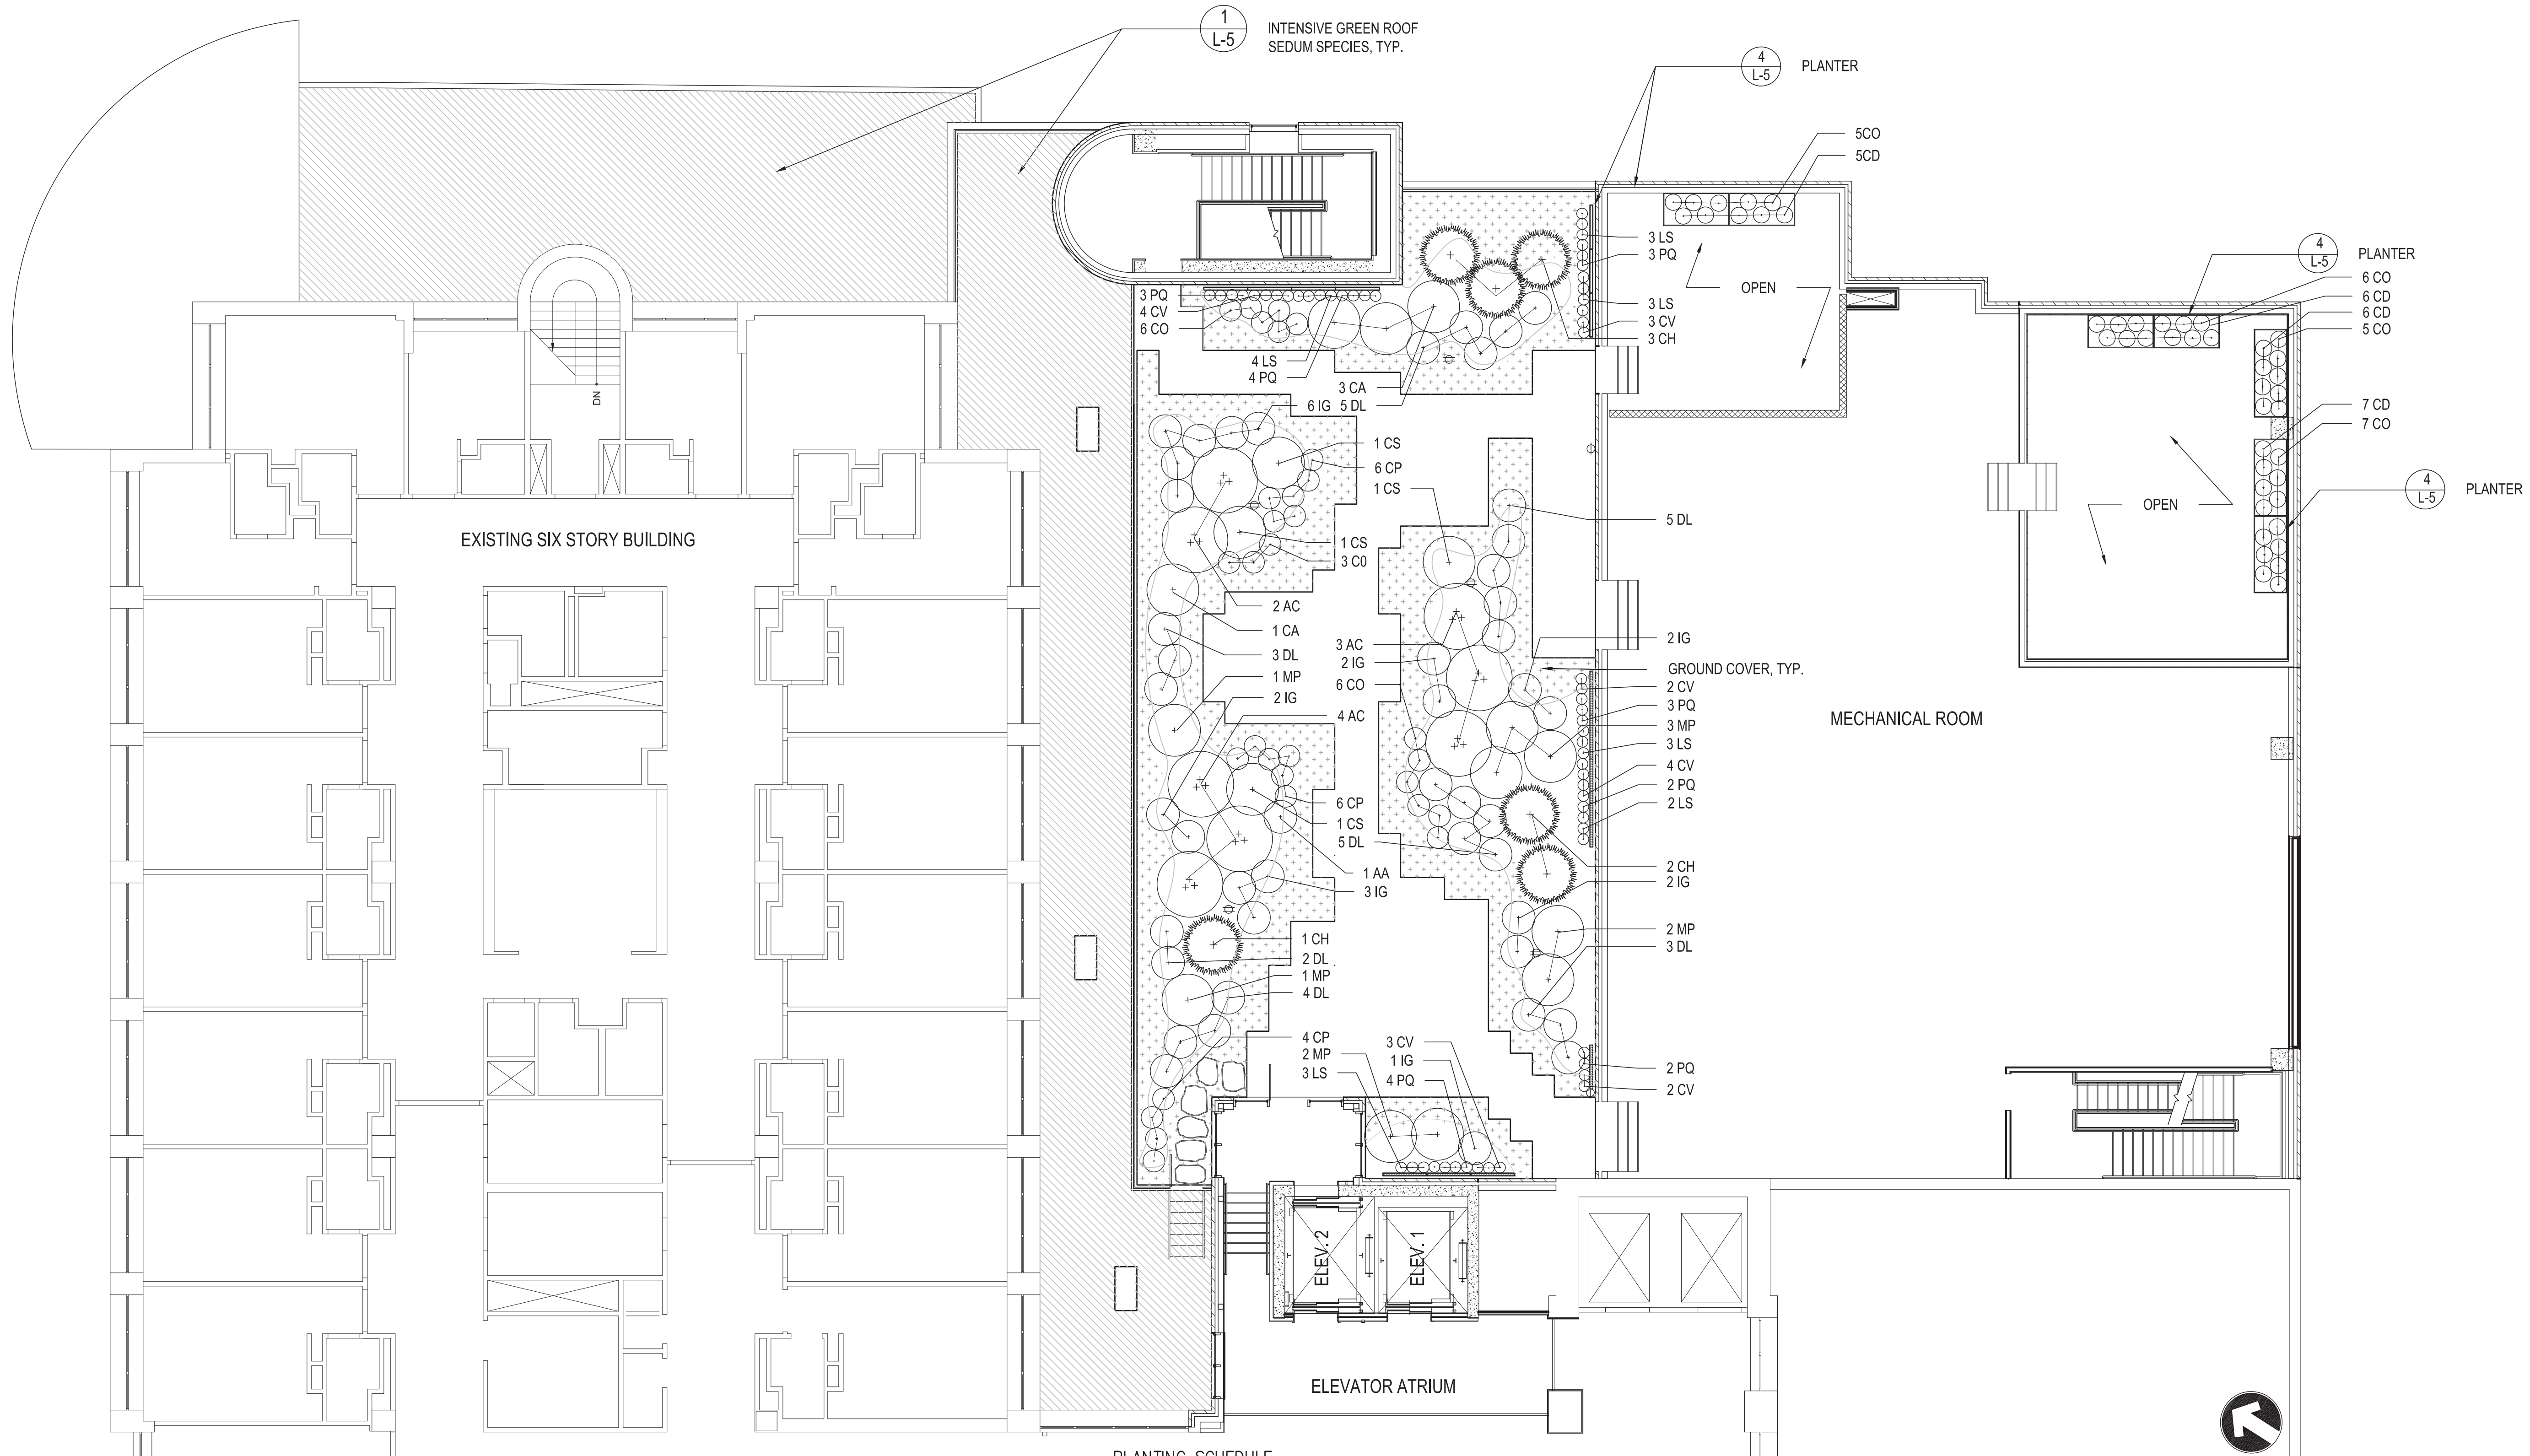 1
L-5
INTENSIVE GREEN ROOF
SEDUM SPECIES, TYP.
4
L-5
PLANTER
5CO
5CD
4
L-5
PLANTER
6 CO
6 CD
6 CD
5 CO
7 CD
7 CO
4
L-5
PLANTER
OPEN
OPEN
3 LS
3 PQ
3 LS
3 CV
3 CH
3 PQ
4 CV
6 CO
4 LS
4 PQ
3 CA
6 IG
5 DL
DN
1 CS
6 CP
1 CS
EXISTING SIX STORY BUILDING
5 DL
1 CS
3 C0
2 AC
1 CA
3 DL
1 MP
2 IG
4 AC
3 AC
2 IG
6 CO
2 IG
GROUND COVER, TYP.
2 CV
3 PQ
3 MP
3 LS
4 CV
2 PQ
2 LS
MECHANICAL ROOM
6 CP
1 CS
5 DL
1 AA
3 IG
2 CH
2 IG
2 MP
3 DL
1 CH
2 DL
1 MP
4 DL
4 CP
2 MP
3 LS
3 CV
1 IG
4 PQ
2 PQ
2 CV
ELEV. 2
ELEV. 1
ELEVATOR ATRIUM
PLANTING SCHEDULE